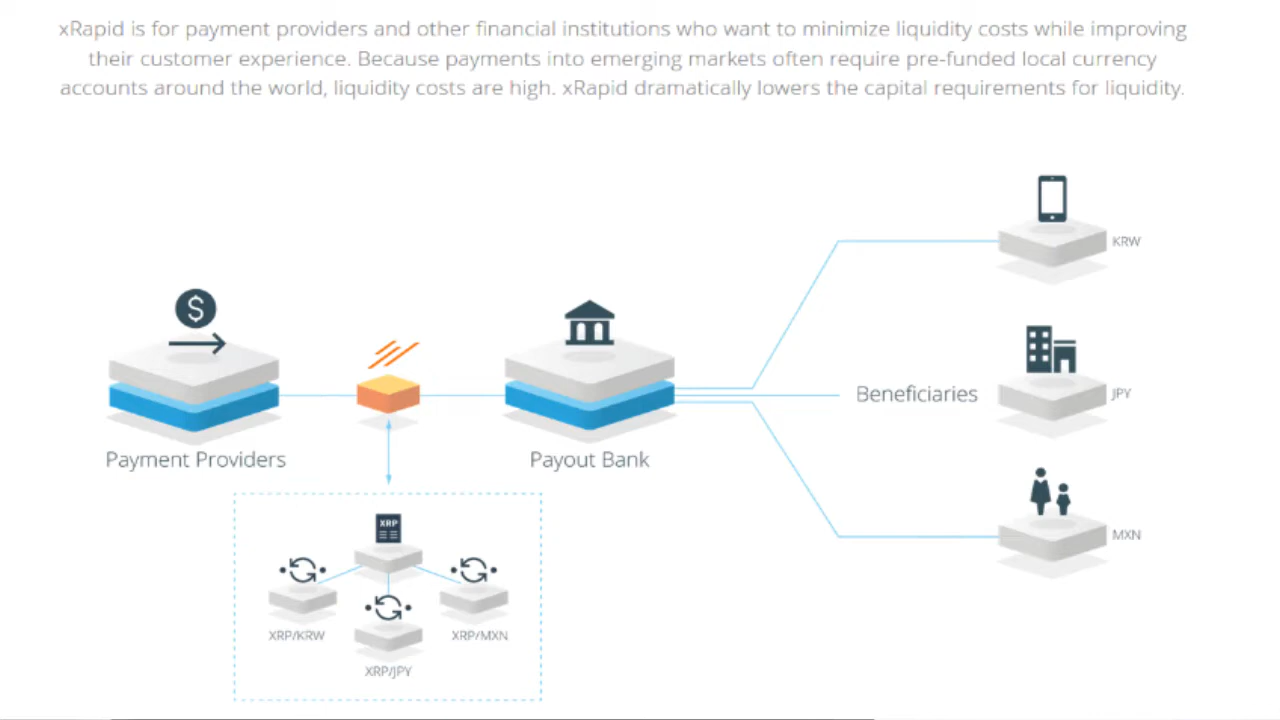 xRapid is for payment providers and other financial institutions who want to minimize liquidity costs while improving
their customer experience. Because payments into emerging markets often require pre-funded local currency
accounts around the world, liquidity costs are high. xRapid dramatically lowers the capital requirements for liquidity.
KRW
$
Beneficiaries
JPY
Payment Providers
Payout Bank
XRP
MXN
XRP/KRW
XRP/MXN
XRP/JPY